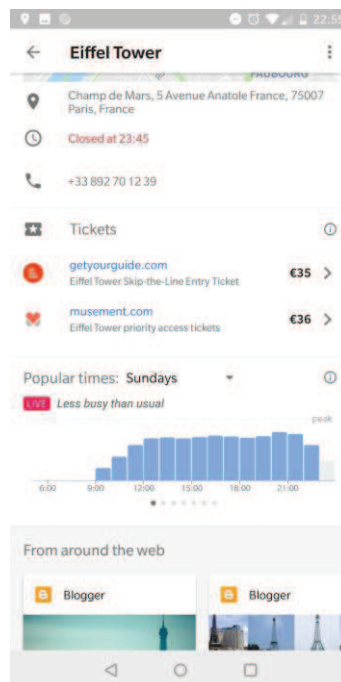 22:55
Eiffel Tower
FAUBOURG
Champ de Mars, 5 Avenue Anatole France, 75007
Paris, France
Closed at 23:45
+33 892 70 12 39
Tickets
getyourguide.com
€35
Eiffel Tower Skip-the-Line Entry Ticket
musement.com
€36
Eiffel Tower priority access tickets
Popular times: Sundays
LIVE Less busy than usual
peak
6:00 9:00 12:00 15:00 18:00 21:00
From around the web
Blogger Blogger